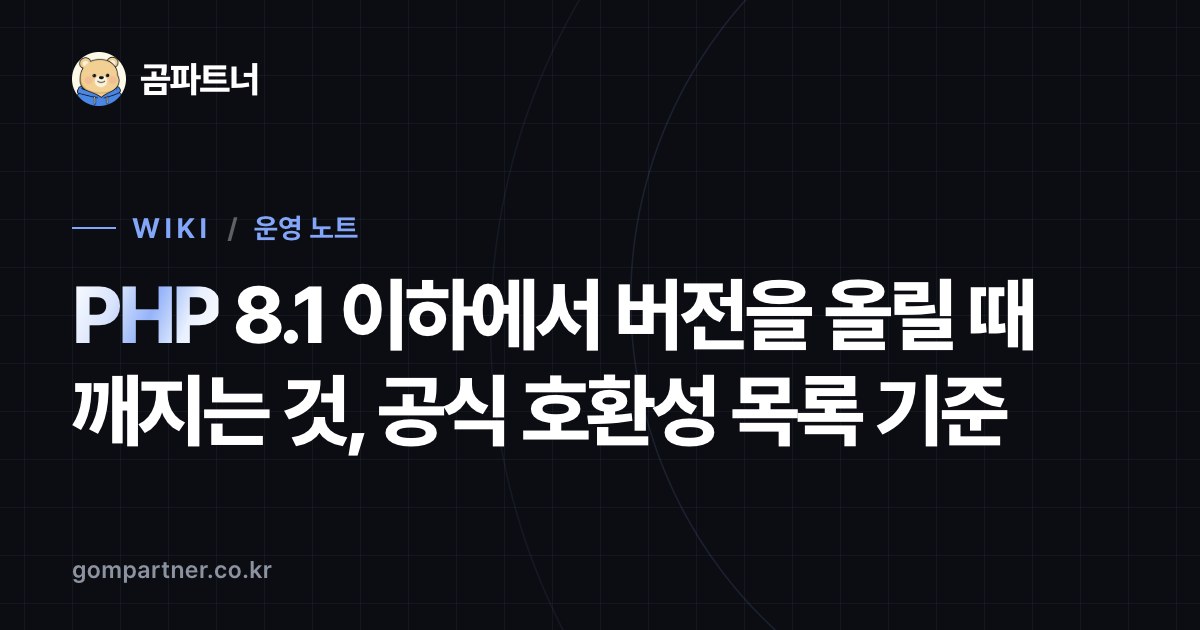 곰파트너
WIKI / 운영 노트
PHP 8.1 이하에서 버전을 올릴 때
깨지는 것, 공식 호환성 목록 기준
gompartner.co.kr